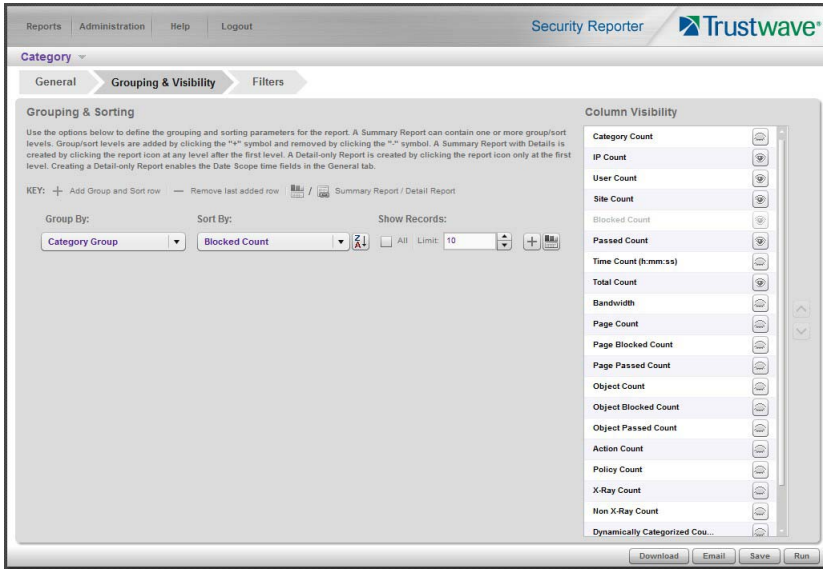 Reports Administration Help Logout
Security Reporter Trustwave®
Category
General Grouping & Visibility Filters
Grouping & Sorting
Use the options below to define the grouping and sorting parameters for the report. A Summary Report can contain one or more group/sort
levels. Group/sort levels are added by clicking the "+" symbol and removed by clicking the "-" symbol. A Summary Report with Details is
created by clicking the report icon at any level after the first level. A Detail-only Report is created by clicking the report icon only at the first
level. Creating a Detail-only Report enables the Date Scope time fields in the General tab.
KEY: + Add Group and Sort row — Remove last added row / Summary Report / Detail Report
Group By: Sort By: Show Records:
Category Group Blocked Count All Limit: 10
Column Visibility
Category Count
IP Count
User Count
Site Count
Blocked Count
Passed Count
Time Count (h:mm:ss)
Total Count
Bandwidth
Page Count
Page Blocked Count
Page Passed Count
Object Count
Object Blocked Count
Object Passed Count
Action Count
Policy Count
X-Ray Count
Non X-Ray Count
Dynamically Categorized Cou...
Download Email Save Run